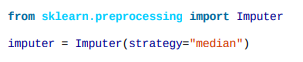 from sklearn.preprocessing import Imputer
imputer = Imputer(strategy="median")